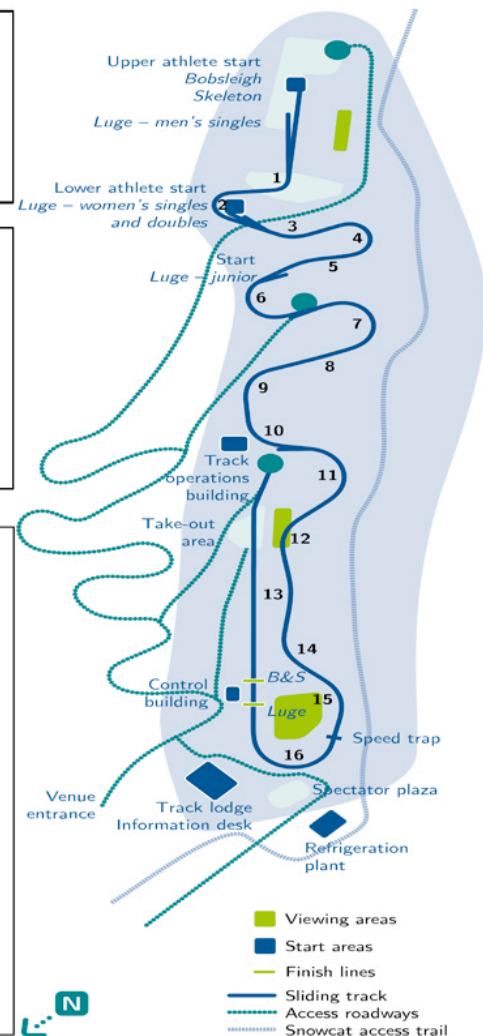 Upper athlete start
Bobsleigh
Skeleton
Luge – men's singles
1
Lower athlete start
Luge – women's singles
and doubles
2
3
4
Start
Luge – junior
5
6
7
8
9
10
Track
operations
building
11
Take-out
area
12
13
14
Control
building
B&S
Luge
15
Speed trap
16
Venue
entrance
Track lodge
Information desk
Spectator plaza
Refrigeration
plant
Viewing areas
Start areas
Finish lines
Sliding track
Access roadways
Snowcat access trail
N